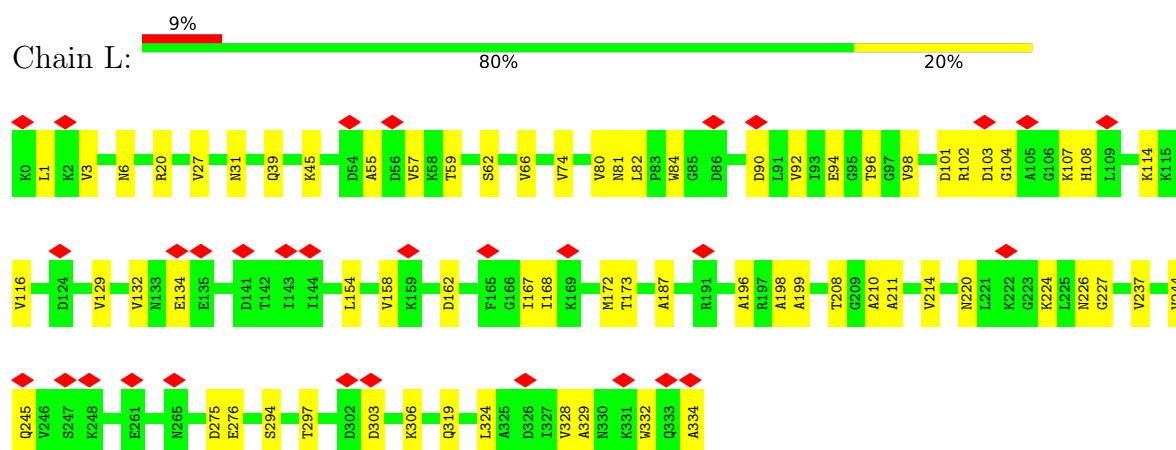 9%
Chain L:
80%
20%
K0 L1 K2 V3 N6 R20 V27 N31 Q39 K45 D54 A55 D56 V57 K58 T59 S62 V66 V74 V80 N81 L82 P83 W84 G85 D86 D90 L91 V92 I93 E94 G95 T96 G97 V98 D101 R102 D103 G104 A105 G106 K107 H108 L109 K114 K115
V116 D124 V129 V132 N133 E134 E135 D141 T142 I143 I144 L154 V158 K159 D162 F165 G166 I167 I168 K169 M172 T173 A187 R191 A196 R197 A198 A199 T208 G209 A210 A211 V214 N220 L221 K222 G223 K224 L225 N226 G227 V237
Q245 V246 S247 K248 E261 N265 D275 E276 S294 T297 D302 D303 K306 Q319 L324 A325 D326 I327 V328 A329 N330 K331 W332 Q333 A334